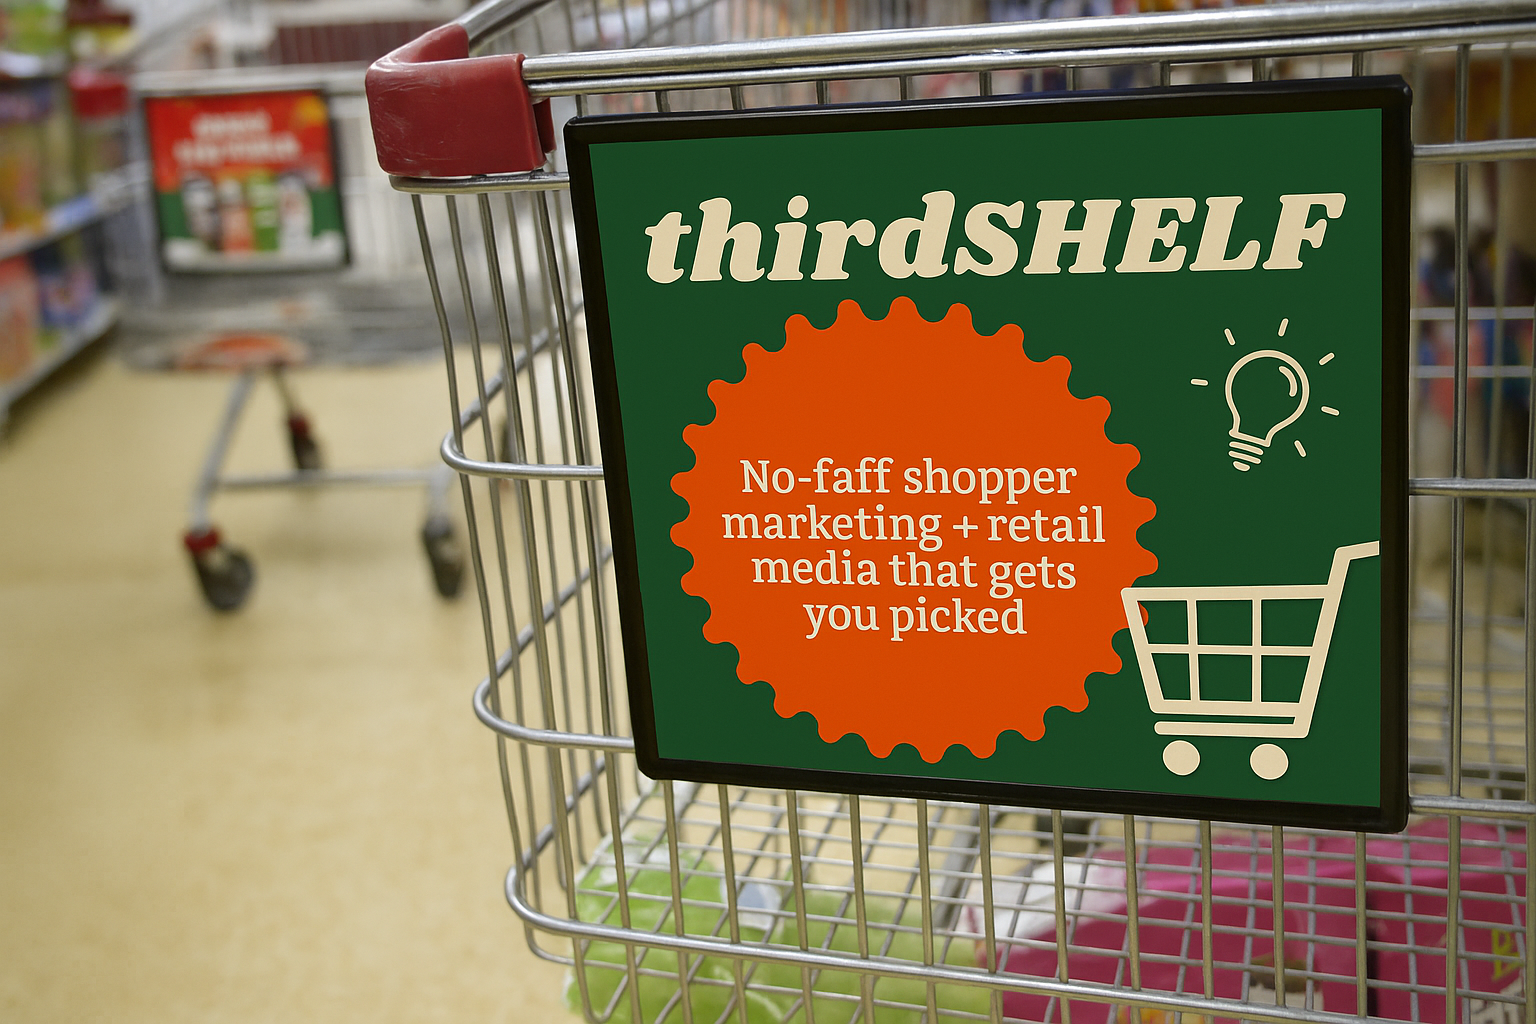 thirdSHELF
No-faff shopper
marketing + retail
media that gets
you picked